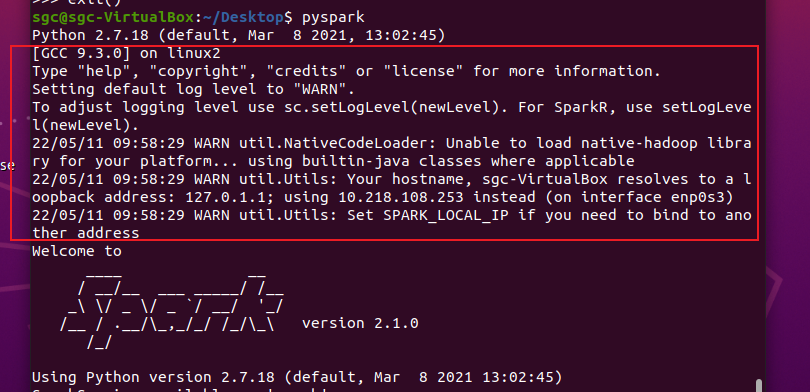 >>> exit()
sgc@sgc-VirtualBox:~/Desktop$ pyspark
Python 2.7.18 (default, Mar  8 2021, 13:02:45)
[GCC 9.3.0] on linux2
Type "help", "copyright", "credits" or "license" for more information.
Setting default log level to "WARN".
To adjust logging level use sc.setLogLevel(newLevel). For SparkR, use setLogLeve
l(newLevel).
22/05/11 09:58:29 WARN util.NativeCodeLoader: Unable to load native-hadoop libra
ry for your platform... using builtin-java classes where applicable
se
22/05/11 09:58:29 WARN util.Utils: Your hostname, sgc-VirtualBox resolves to a l
oopback address: 127.0.1.1; using 10.218.108.253 instead (on interface enp0s3)
22/05/11 09:58:29 WARN util.Utils: Set SPARK_LOCAL_IP if you need to bind to ano
ther address
Welcome to
      ____              __
     / __/__  ___ _____/ /__
    _\ \/ _ \/ _ `/ __/  '_/
   /__ / .__/\_,_/_/ /_/\_\   version 2.1.0
      /_/
Using Python version 2.7.18 (default, Mar  8 2021 13:02:45)